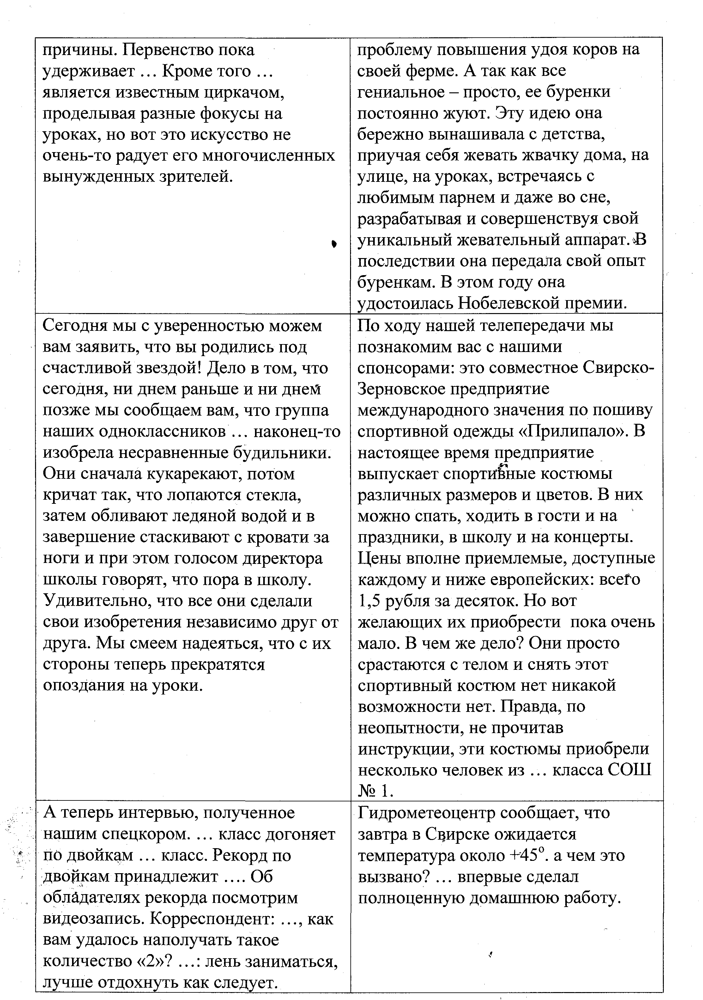 причины. Первенство пока
удерживает … Кроме того …
является известным циркачом,
проделывая разные фокусы на
уроках, но вот это искусство не
очень-то радует его многочисленных
вынужденных зрителей.
проблему повышения удоя коров на
своей ферме. А так как все
гениальное – просто, ее буренки
постоянно жуют. Эту идею она
бережно вынашивала с детства,
приучая себя жевать жвачку дома, на
улице, на уроках, встречаясь с
любимым парнем и даже во сне,
разрабатывая и совершенствуя свой
уникальный жевательный аппарат. В
последствии она передала свой опыт
буренкам. В этом году она
удостоилась Нобелевской премии.
Сегодня мы с уверенностью можем
вам заявить, что вы родились под
счастливой звездой! Дело в том, что
сегодня, ни днем раньше и ни днем
позже мы сообщаем вам, что группа
наших одноклассников … наконец-то
изобрела несравненные будильники.
Они сначала кукарекают, потом
кричат так, что лопаются стекла,
затем обливают ледяной водой и в
завершение стаскивают с кровати за
ноги и при этом голосом директора
школы говорят, что пора в школу.
Удивительно, что все они сделали
свои изобретения независимо друг от
друга. Мы смеем надеяться, что с их
стороны теперь прекратятся
опоздания на уроки.
По ходу нашей телепередачи мы
познакомим вас с нашими
спонсорами: это совместное Свирско-
Зерновское предприятие
международного значения по пошиву
спортивной одежды «Прилипало». В
настоящее время предприятие
выпускает спортивные костюмы
различных размеров и цветов. В них
можно спать, ходить в гости и на
праздники, в школу и на концерты.
Цены вполне приемлемые, доступные
каждому и ниже европейских: всего
1,5 рубля за десяток. Но вот
желающих их приобрести  пока очень
мало. В чем же дело? Они просто
срастаются с телом и снять этот
спортивный костюм нет никакой
возможности нет. Правда, по
неопытности, не прочитав
инструкции, эти костюмы приобрели
несколько человек из … класса СОШ
№ 1.
А теперь интервью, полученное
нашим спецкором. … класс догоняет
по двойкам … класс. Рекорд по
двойкам принадлежит …. Об
обладателях рекорда посмотрим
видеозапись. Корреспондент: …, как
вам удалось наполучать такое
количество «2»? …: лень заниматься,
лучше отдохнуть как следует.
Гидрометеоцентр сообщает, что
завтра в Свирске ожидается
температура около +45°. а чем это
вызвано? … впервые сделал
полноценную домашнюю работу.